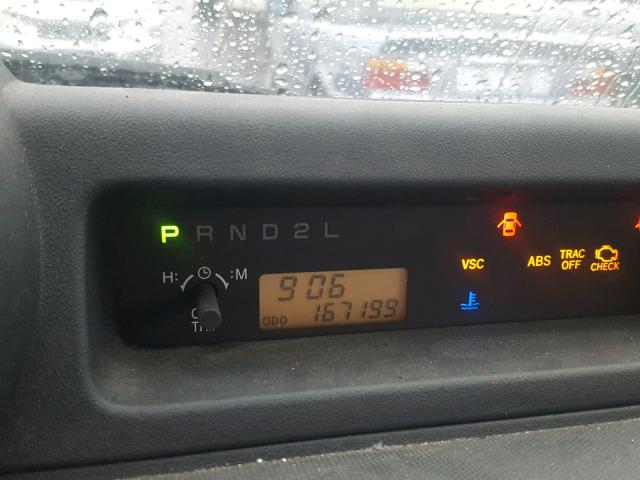 P R N D 2 L
H: :M
9 06
ODO 167199
VSC
ABS
TRAC
OFF
CHECK